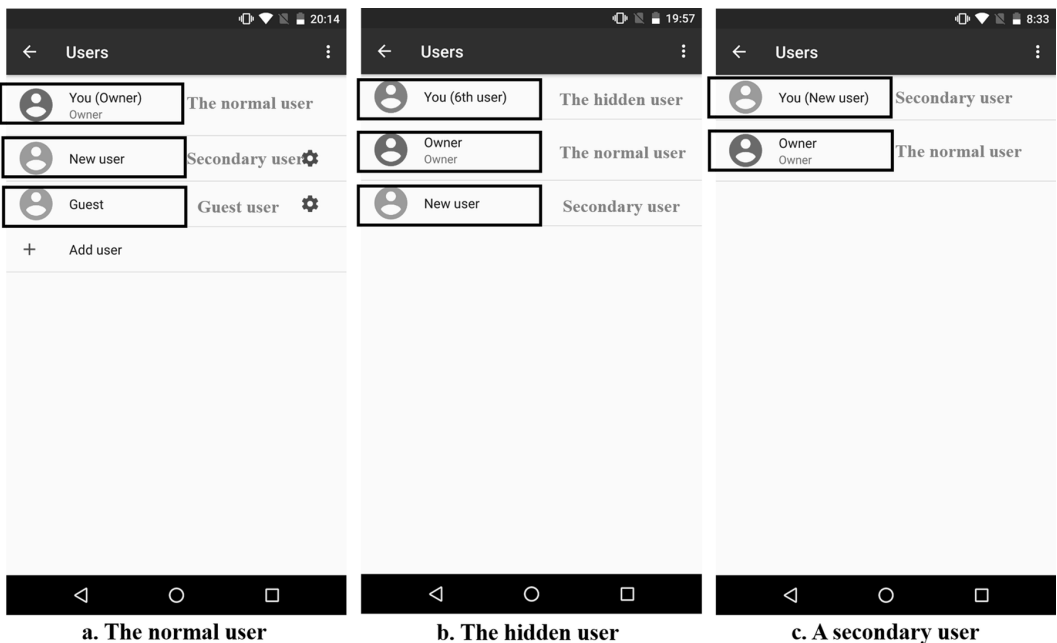 20:14
Users
You (Owner)
Owner
The normal user
New user
Secondary user
Guest
Guest user
Add user
a. The normal user
19:57
Users
You (6th user)
The hidden user
Owner
Owner
The normal user
New user
Secondary user
b. The hidden user
8:33
Users
You (New user)
Secondary user
Owner
Owner
The normal user
c. A secondary user